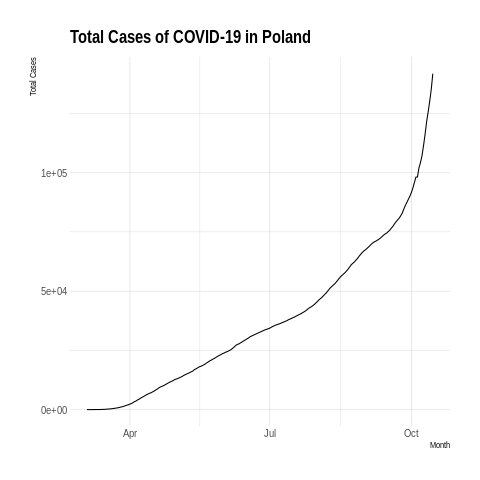 Total Cases of COVID-19 in Poland
Total Cases
1e+05
5e+04
0e+00
Apr Jul Oct
Month